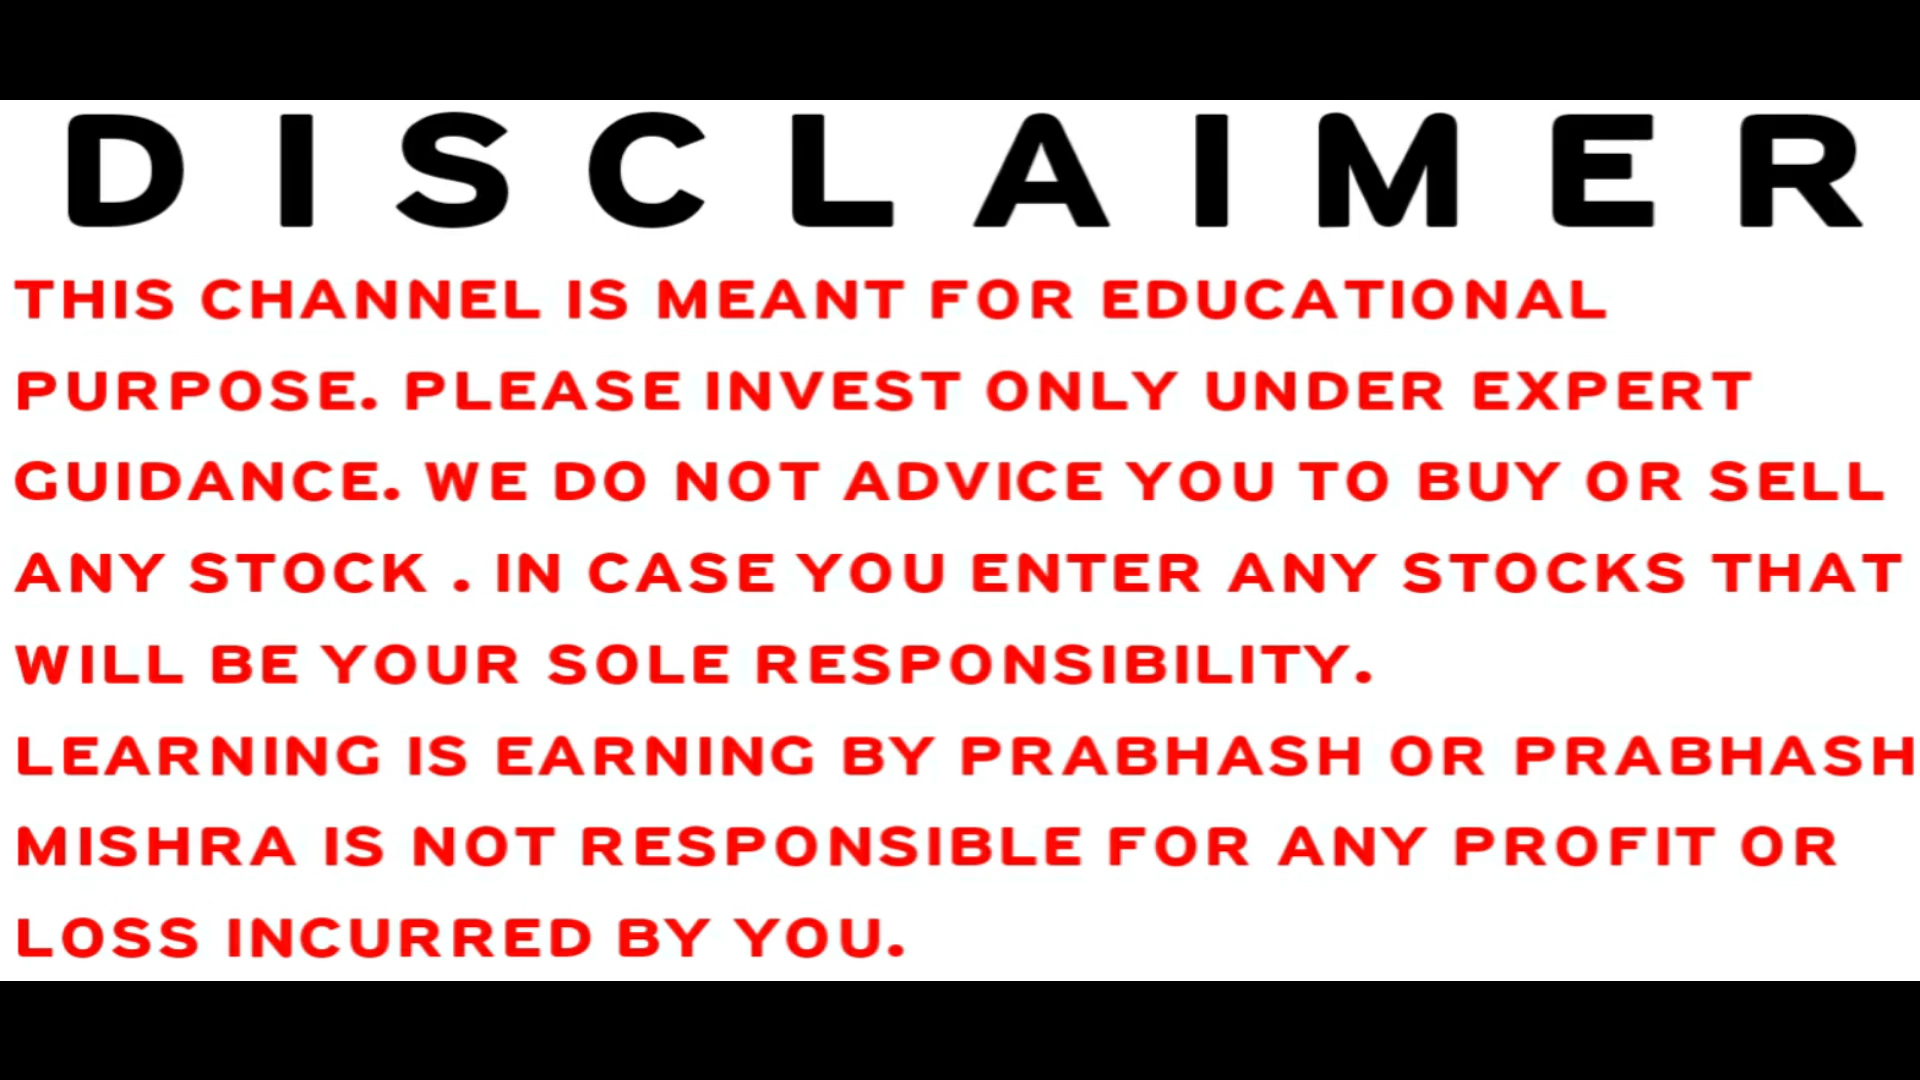 DISCLAIMER
THIS CHANNEL IS MEANT FOR EDUCATIONAL
PURPOSE. PLEASE INVEST ONLY UNDER EXPERT
GUIDANCE. WE DO NOT ADVICE YOU TO BUY OR SELL
ANY STOCK . IN CASE YOU ENTER ANY STOCKS THAT
WILL BE YOUR SOLE RESPONSIBILITY.
LEARNING IS EARNING BY PRABHASH OR PRABHASH
MISHRA IS NOT RESPONSIBLE FOR ANY PROFIT OR
LOSS INCURRED BY YOU.